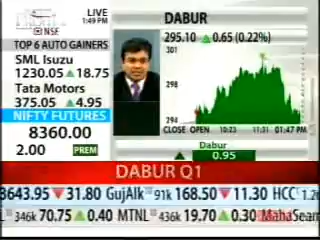 LIVE
1:49 PM
NSE
TOP 6 AUTO GAINERS
SML Isuzu
1230.05 ▲ 18.75
Tata Motors
375.05 ▲ 4.95
NIFTY FUTURES
8360.00
2.00 PREM
DABUR
295.10 ▲ 0.65 (0.22%)
301
298
294
CLOSE OPEN 10:23 11:31 01:47 PM
Dabur
▲ 0.95
DABUR Q1
3643.95 ▼ 31.80 GujAlk 91k 168.50 ▼ 11.30 HCC
346k 70.75 ▲ 0.40 MTNL 436k 19.70 ▲ 0.30 MahaSeam